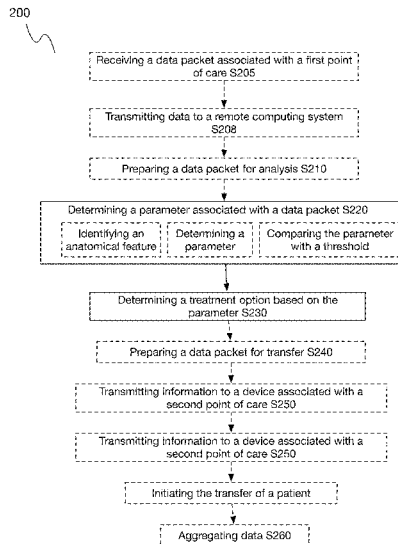 200
Receiving a data packet associated with a first point
of care S205
Transmitting data to a remote computing system
S208
Preparing a data packet for analysis S210
Determining a parameter associated with a data packet S220
Identifying an
anatomical feature
Determining a
parameter
Comparing the parameter
with a threshold
Determining a treatment option based on the
parameter S230
Preparing a data packet for transfer S240
Transmitting information to a device associated with a
second point of care S250
Transmitting information to a device associated with a
second point of care S250
Initiating the transfer of a patient
Aggregating data S260